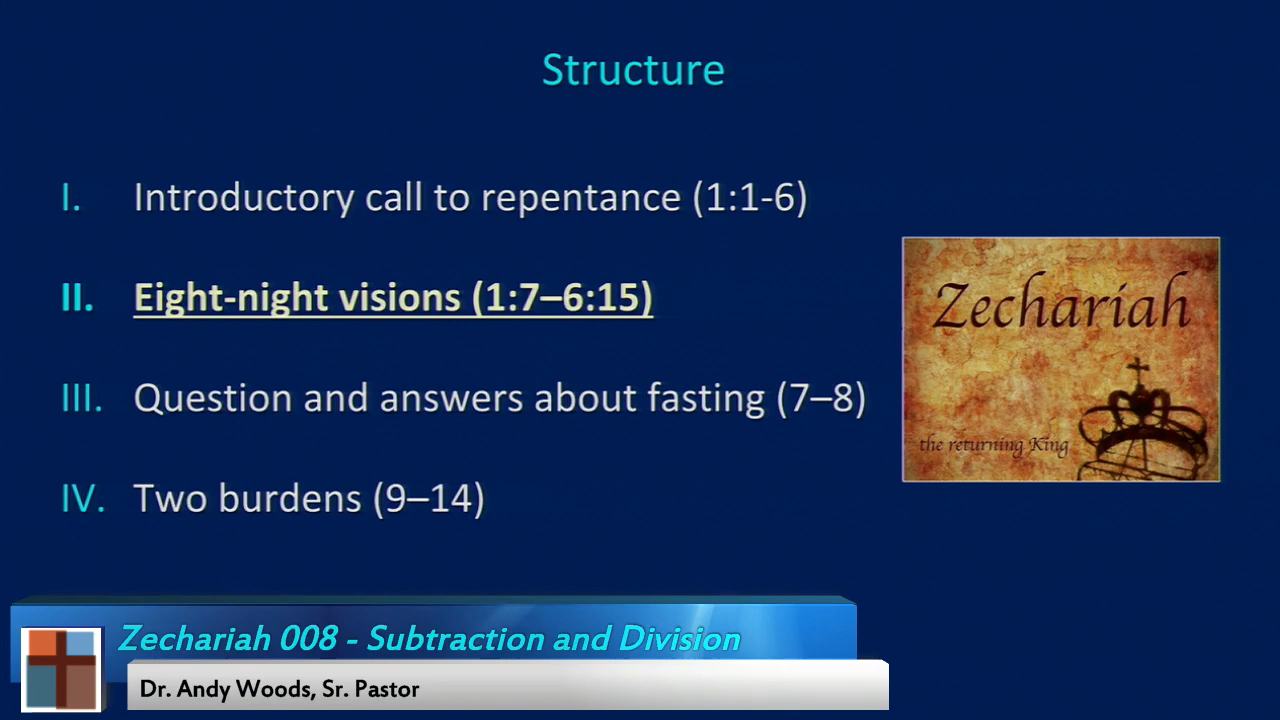 Structure
I. Introductory call to repentance (1:1-6)
II. Eight-night visions (1:7–6:15)
III. Question and answers about fasting (7–8)
IV. Two burdens (9–14)
Zechariah
the returning King
Zechariah 008 - Subtraction and Division
Dr. Andy Woods, Sr. Pastor